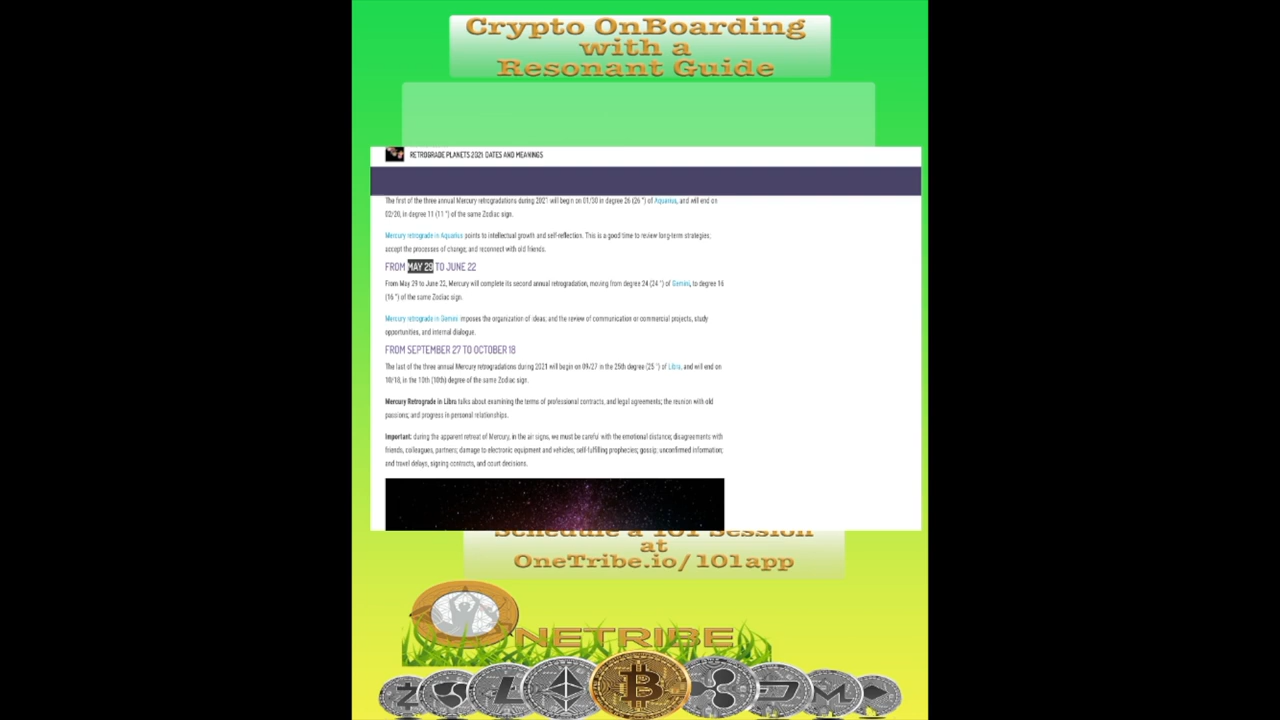 Crypto OnBoarding
with a
Resonant Guide
RETROGRADE PLANETS 2021: DATES AND MEANINGS
The first of the three annual Mercury retrogradations during 2021 will begin on 01/30 in degree 26 (26 °) of Aquarius, and will end on
02/20, in degree 11 (11 °) of the same Zodiac sign.
Mercury retrograde in Aquarius points to intellectual growth and self-reflection. This is a good time to review long-term strategies;
accept the processes of change; and reconnect with old friends.
FROM MAY 29 TO JUNE 22
From May 29 to June 22, Mercury will complete its second annual retrogradation, moving from degree 24 (24 °) of Gemini, to degree 16
(16 °) of the same Zodiac sign.
Mercury retrograde in Gemini imposes the organization of ideas; and the review of communication or commercial projects, study
opportunities, and internal dialogue.
FROM SEPTEMBER 27 TO OCTOBER 18
The last of the three annual Mercury retrogradations during 2021 will begin on 09/27 in the 25th degree (25 °) of Libra, and will end on
10/18, in the 10th (10th) degree of the same Zodiac sign.
Mercury Retrograde in Libra talks about examining the terms of professional contracts, and legal agreements; the reunion with old
passions; and progress in personal relationships.
Important: during the apparent retreat of Mercury, in the air signs, we must be careful with the emotional distance; disagreements with
friends, colleagues, partners; damage to electronic equipment and vehicles; self-fulfilling prophecies; gossip; unconfirmed information;
and travel delays, signing contracts, and court decisions.
Schedule a 101 Session
at
OneTribe.io/101app
ONETRIBE